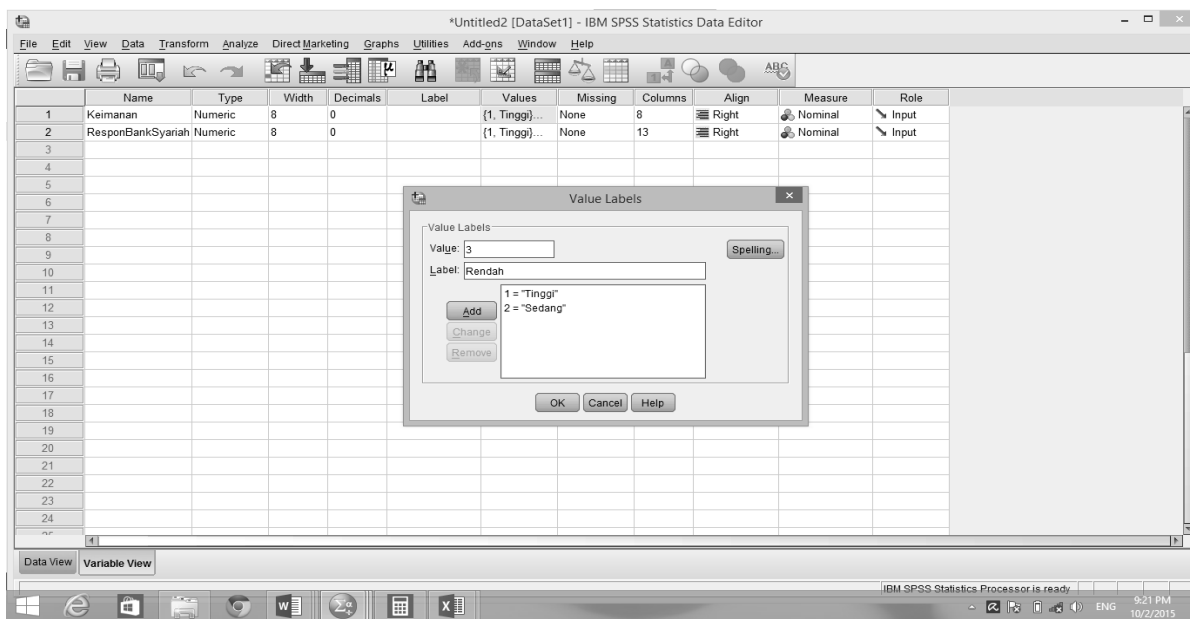 *Untitled2 [DataSet1] - IBM SPSS Statistics Data Editor
File Edit View Data Transform Analyze Direct Marketing Graphs Utilities Add-ons Window Help
Name Type Width Decimals Label Values Missing Columns Align Measure Role
1 Keimanan Numeric 8 0 {1, Tinggi}... None 8 Right Nominal Input
2 ResponBankSyariah Numeric 8 0 {1, Tinggi}... None 13 Right Nominal Input
3
4
5
6
7
8
9
10
11
12
13
14
15
16
17
18
19
20
21
22
23
24
Value Labels
Value Labels
Value: 3
Spelling...
Label: Rendah
1 = "Tinggi"
Add
2 = "Sedang"
Change
Remove
OK Cancel Help
Data View Variable View
IBM SPSS Statistics Processor is ready
ENG
9:21 PM
10/2/2015